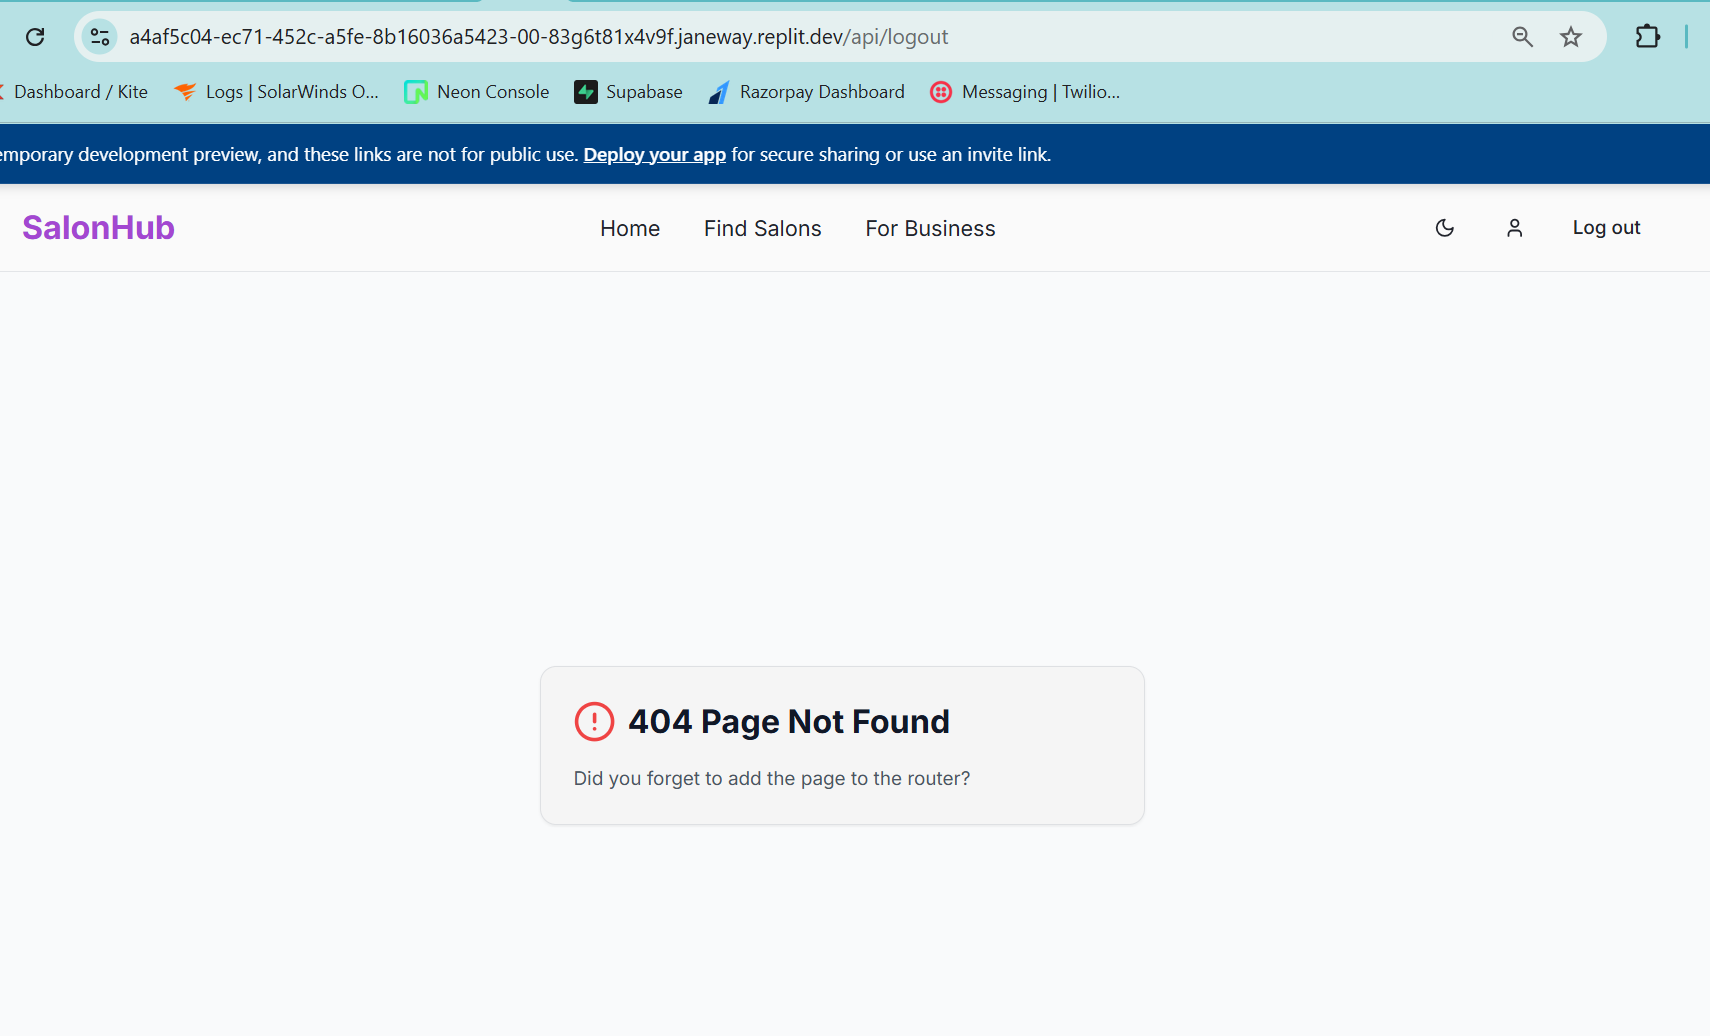 a4af5c04-ec71-452c-a5fe-8b16036a5423-00-83g6t81x4v9f.janeway.replit.dev/api/logout
Dashboard / Kite Logs | SolarWinds O... Neon Console Supabase Razorpay Dashboard Messaging | Twilio...
emporary development preview, and these links are not for public use. Deploy your app for secure sharing or use an invite link.
SalonHub Home Find Salons For Business Log out
404 Page Not Found
Did you forget to add the page to the router?